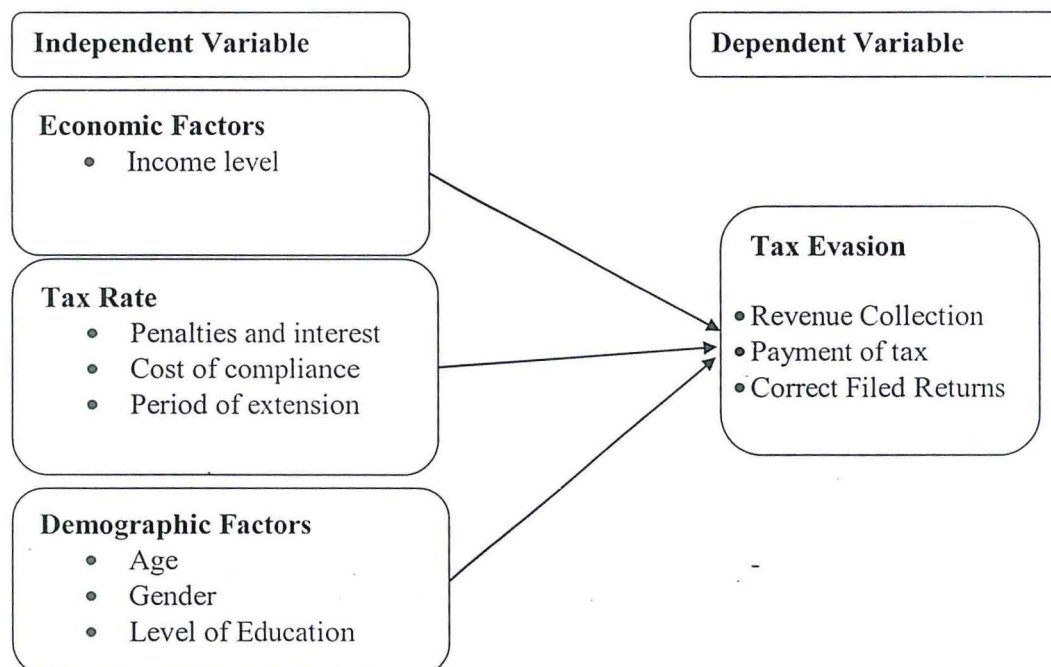 Independent Variable
Dependent Variable
Economic Factors
• Income level
Tax Rate
• Penalties and interest
• Cost of compliance
• Period of extension
Demographic Factors
• Age
• Gender
• Level of Education
Tax Evasion
• Revenue Collection
• Payment of tax
• Correct Filed Returns